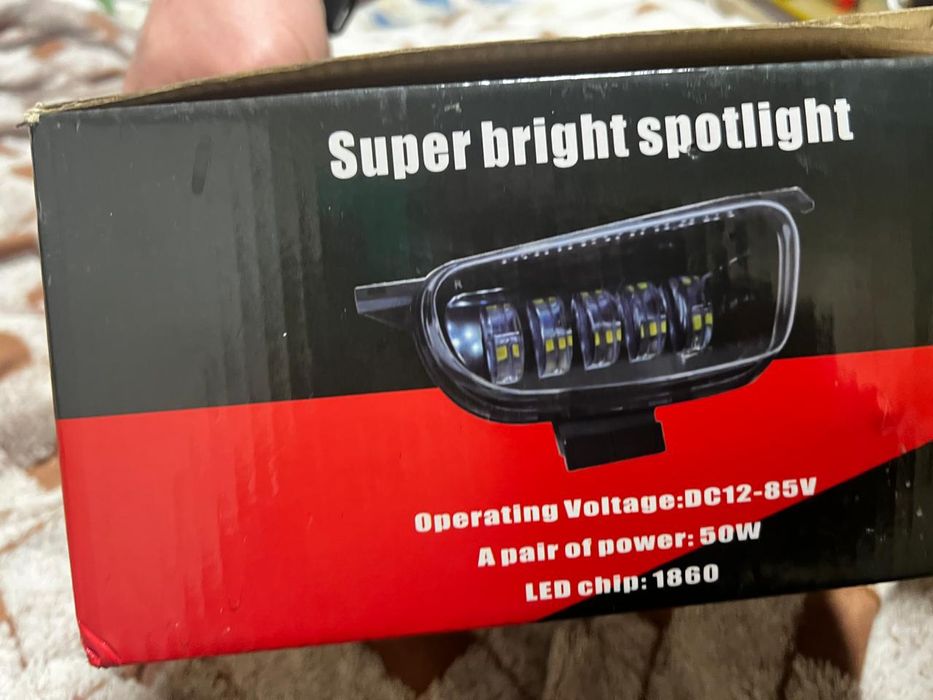 Super bright spotlight
R
Operating Voltage:DC12-85V
A pair of power: 50W
LED chip: 1860